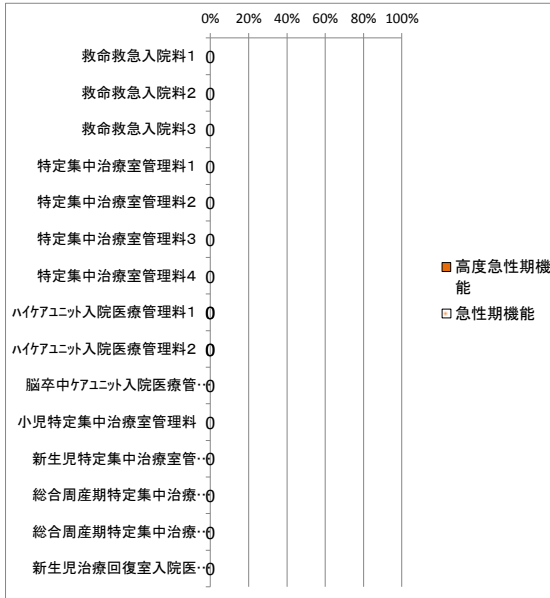 0% 20% 40% 60% 80% 100%
救命救急入院料1 0
救命救急入院料2 0
救命救急入院料3 0
特定集中治療室管理料1 0
特定集中治療室管理料2 0
特定集中治療室管理料3 0
特定集中治療室管理料4 0
ﾊｲｹｱﾕﾆｯﾄ入院医療管理料1 0
ﾊｲｹｱﾕﾆｯﾄ入院医療管理料2 0
脳卒中ケアユニット入院医療管… 0
小児特定集中治療室管理料 0
新生児特定集中治療室管… 0
総合周産期特定集中治療… 0
総合周産期特定集中治療… 0
新生児治療回復室入院医… 0
高度急性期機
能
急性期機能